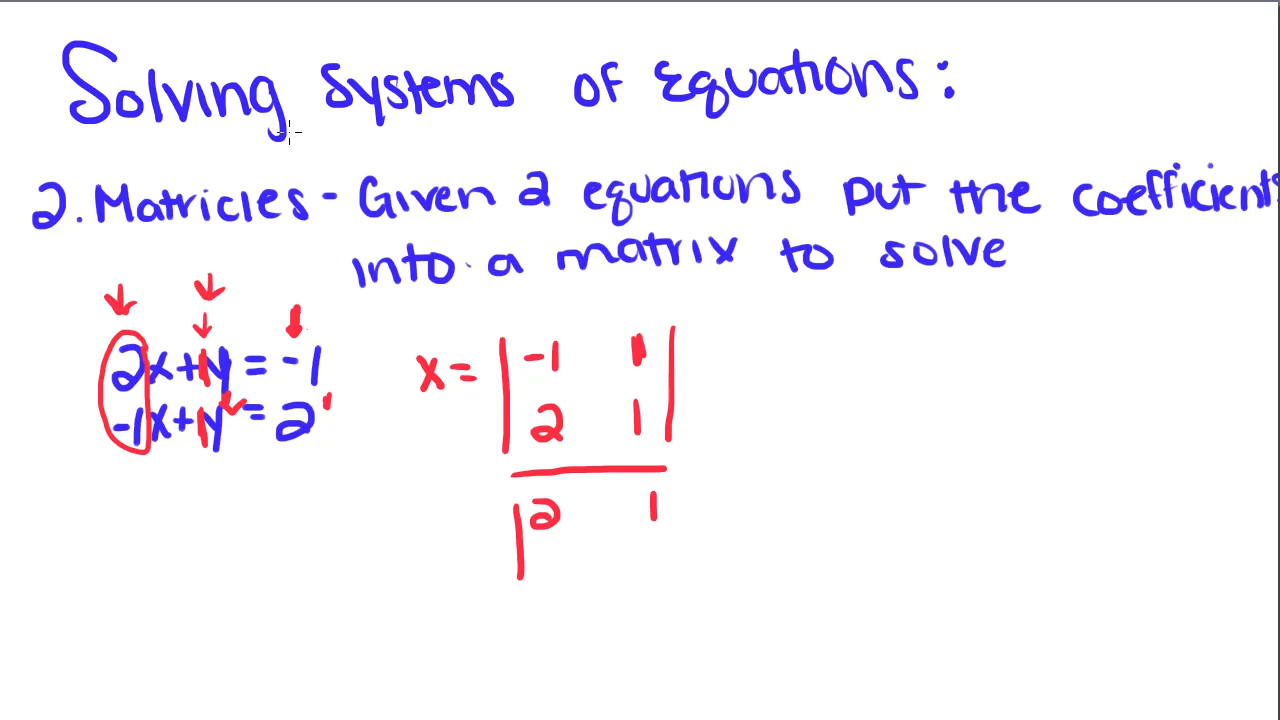 Solving Systems of Equations:
2. Matricles - Given 2 equations put the coefficients
into a matrix to solve
2x+1y=-1
-1x+1y=2
x= | -1 1 |
| 2 1 |
| 2 1